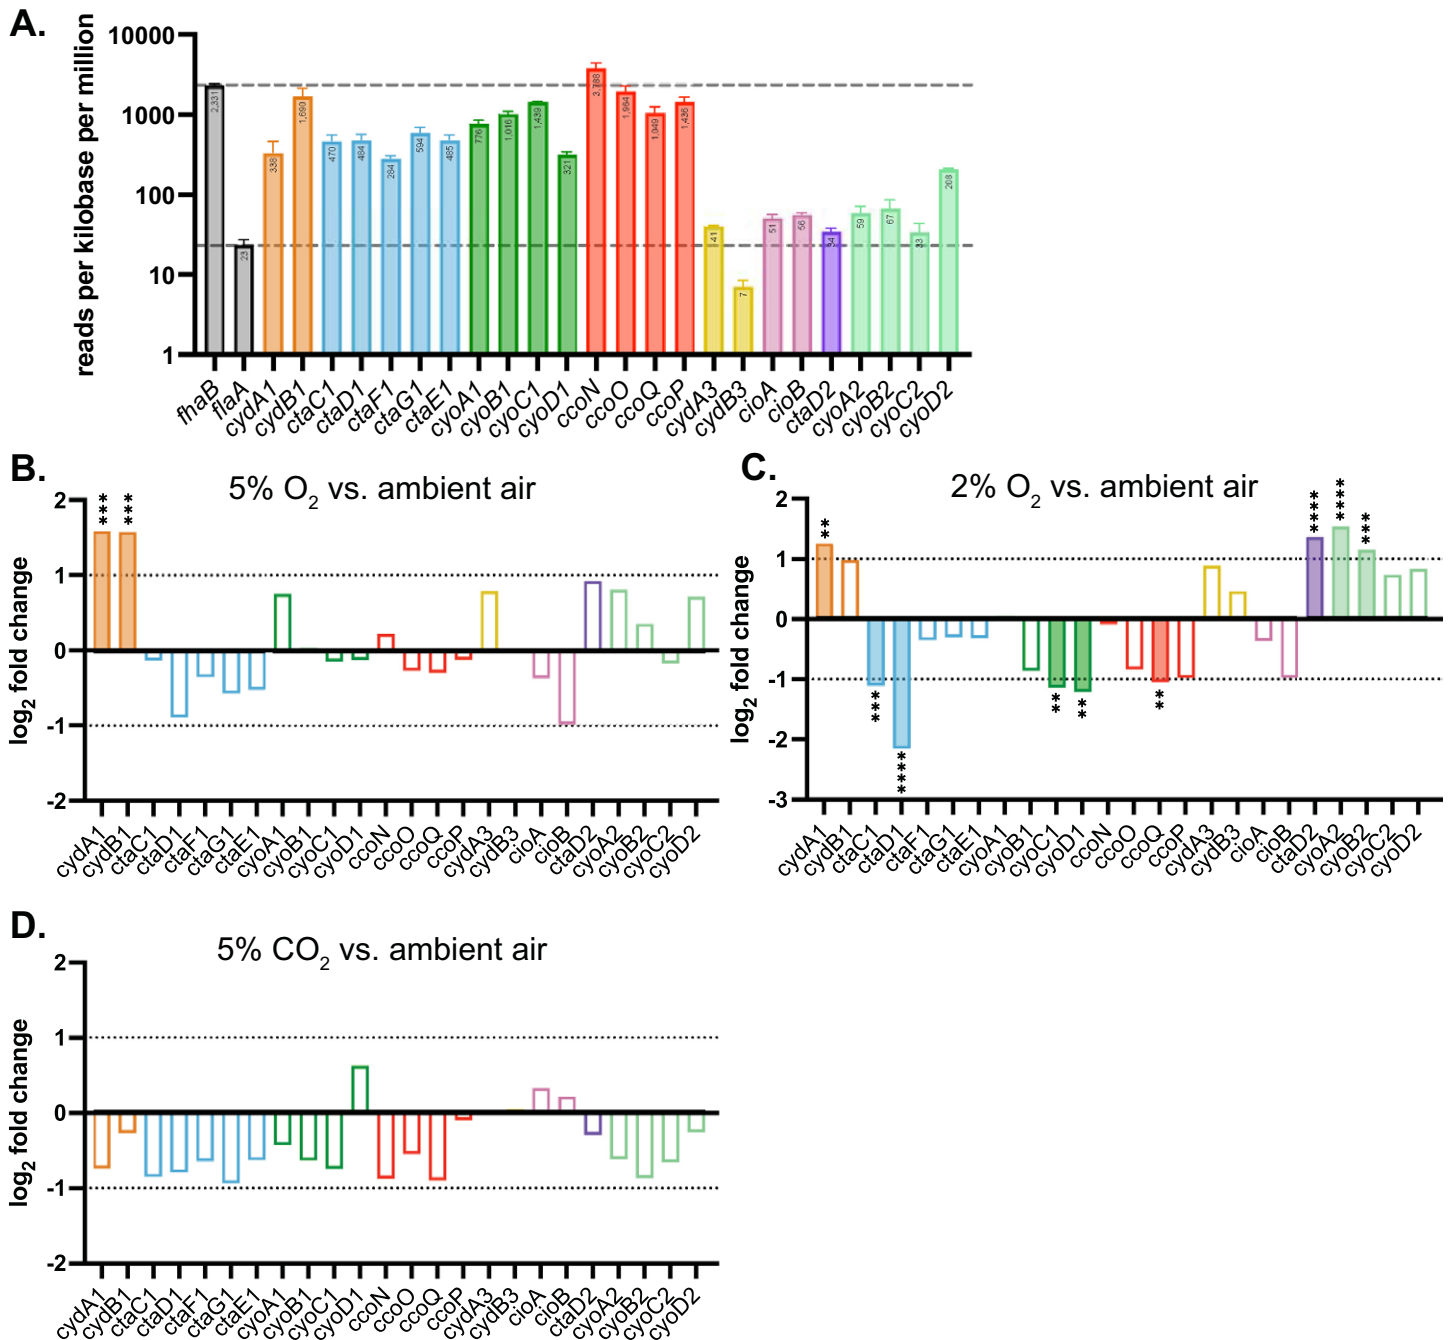 A.
reads per kilobase per million
10000
1000
100
10
1
2,331
23
338
1,690
470
484
284
594
485
776
1,016
1,439
321
3,788
1,964
1,049
1,436
41
7
51
56
34
59
67
33
208
fhaB
flaA
cydA1
cydB1
ctaC1
ctaD1
ctaF1
ctaG1
ctaE1
cyoA1
cyoB1
cyoC1
cyoD1
ccoN
ccoO
ccoQ
ccoP
cydA3
cydB3
cioA
cioB
ctaD2
cyoA2
cyoB2
cyoC2
cyoD2
B.
5% O2 vs. ambient air
log2 fold change
2
1
0
-1
-2
***
***
cydA1
cydB1
ctaC1
ctaD1
ctaF1
ctaG1
ctaE1
cyoA1
cyoB1
cyoC1
cyoD1
ccoN
ccoO
ccoQ
ccoP
cydA3
cydB3
cioA
cioB
ctaD2
cyoA2
cyoB2
cyoC2
cyoD2
C.
2% O2 vs. ambient air
log2 fold change
2
1
0
-1
-2
-3
**
***
****
**
**
**
****
****
***
cydA1
cydB1
ctaC1
ctaD1
ctaF1
ctaG1
ctaE1
cyoA1
cyoB1
cyoC1
cyoD1
ccoN
ccoO
ccoQ
ccoP
cydA3
cydB3
cioA
cioB
ctaD2
cyoA2
cyoB2
cyoC2
cyoD2
D.
5% CO2 vs. ambient air
log2 fold change
2
1
0
-1
-2
cydA1
cydB1
ctaC1
ctaD1
ctaF1
ctaG1
ctaE1
cyoA1
cyoB1
cyoC1
cyoD1
ccoN
ccoO
ccoQ
ccoP
cydA3
cydB3
cioA
cioB
ctaD2
cyoA2
cyoB2
cyoC2
cyoD2